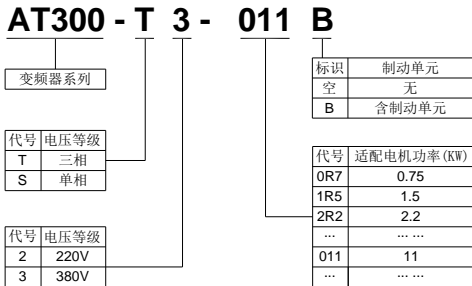 AT300 - T 3 - 011 B
变频器系列
标识 制动单元
空 无
B 含制动单元
代号 电压等级
T 三相
S 单相
代号 适配电机功率(KW)
0R7 0.75
1R5 1.5
2R2 2.2
... ... ...
011 11
... ... ...
代号 电压等级
2 220V
3 380V